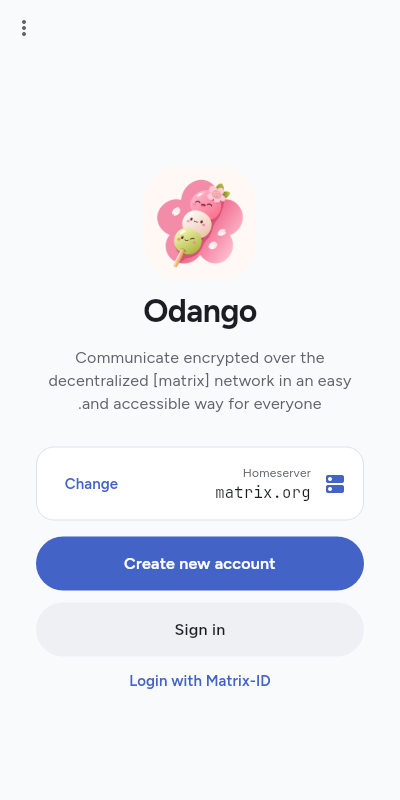 Odango
Communicate encrypted over the
decentralized [matrix] network in an easy
.and accessible way for everyone
Homeserver
matrix.org
Change
Create new account
Sign in
Login with Matrix-ID